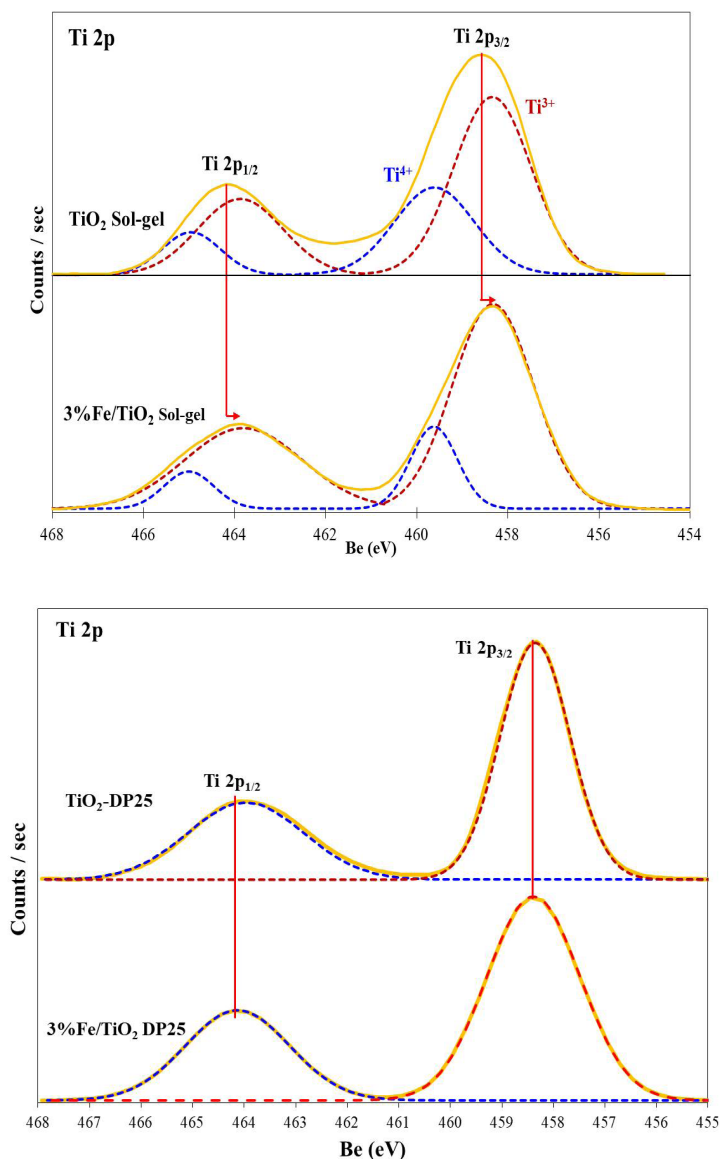 Ti 2p
Ti 2p3/2
Ti3+
Ti 2p1/2
Ti4+
TiO2 Sol-gel
Counts / sec
3%Fe/TiO2 Sol-gel
468 466 464 462 460 458 456 454
Be (eV)
Ti 2p
Ti 2p3/2
Ti 2p1/2
TiO2-DP25
Counts / sec
3%Fe/TiO2 DP25
468 467 466 465 464 463 462 461 460 459 458 457 456 455
Be (eV)